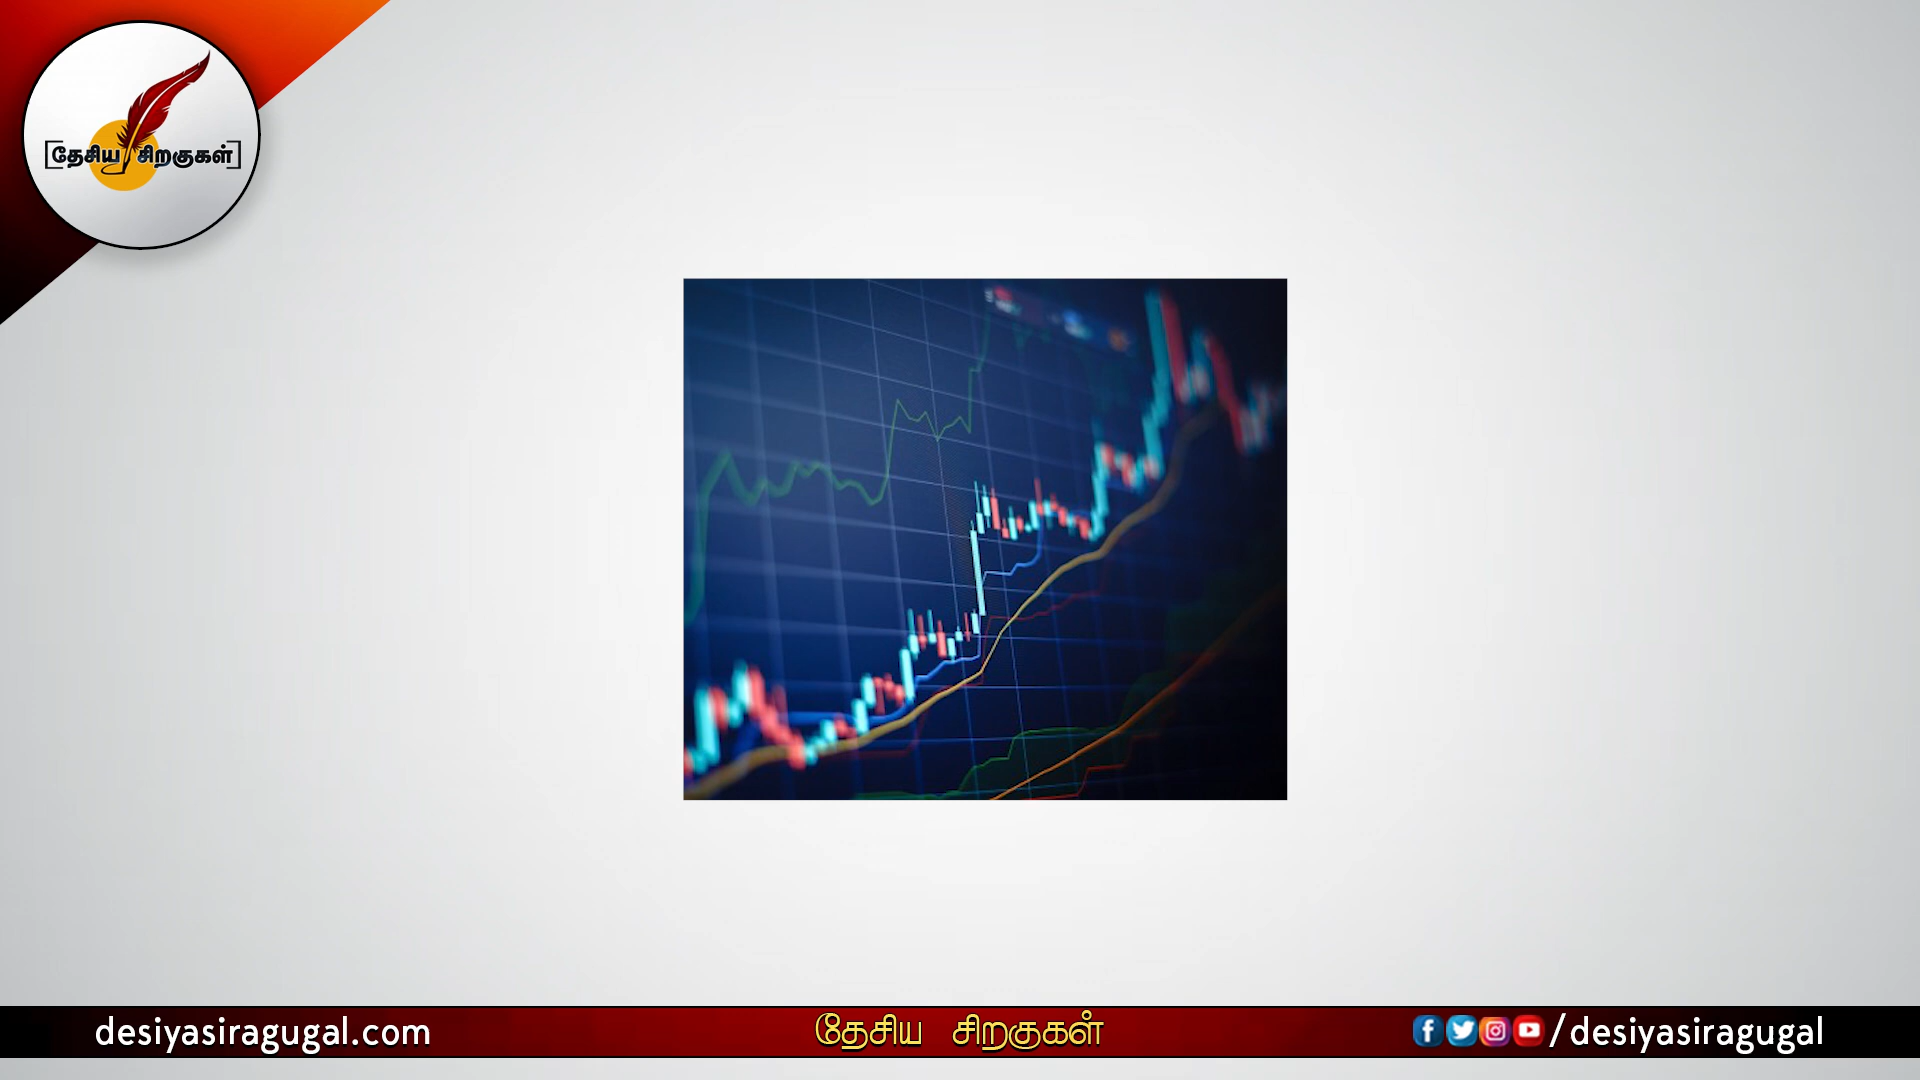 [தேசிய சிறகுகள்]
desiyasiragugal.com
தேசிய சிறகுகள்
/desiyasiragugal